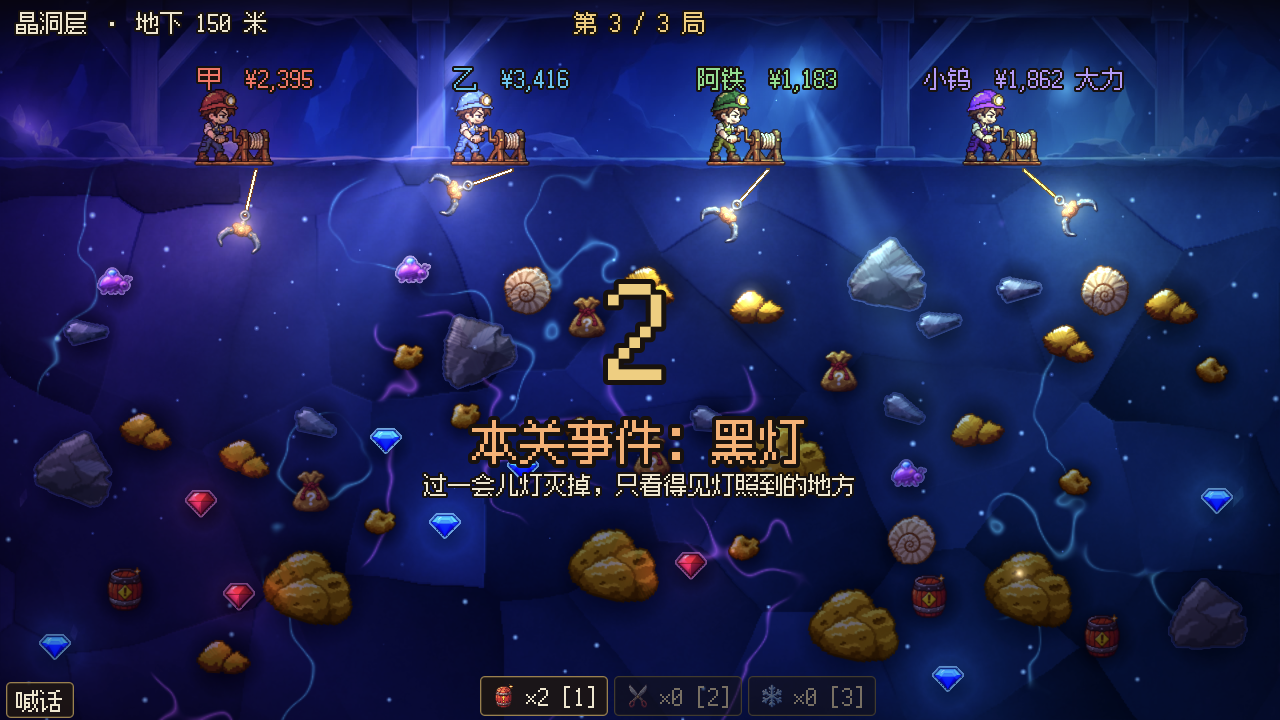 晶洞层 · 地下 150 米
第 3 / 3 局
甲 ¥2,395
乙 ¥3,416
阿铁 ¥1,183
小钨 ¥1,862 大力
2
本关事件：黑灯
过一会儿灯灭掉，只看得见灯照到的地方
喊话
×2 [1]
×0 [2]
×0 [3]